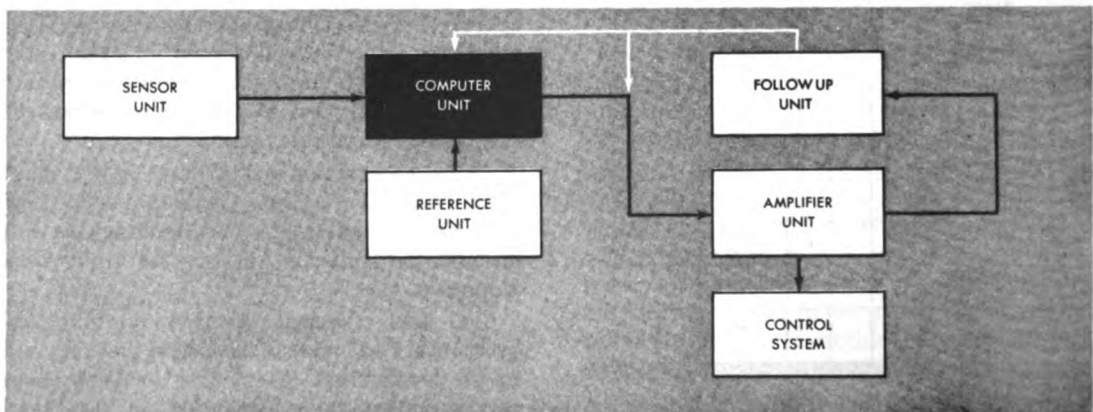 SENSOR
UNIT
COMPUTER
UNIT
FOLLOW UP
UNIT
REFERENCE
UNIT
AMPLIFIER
UNIT
CONTROL
SYSTEM